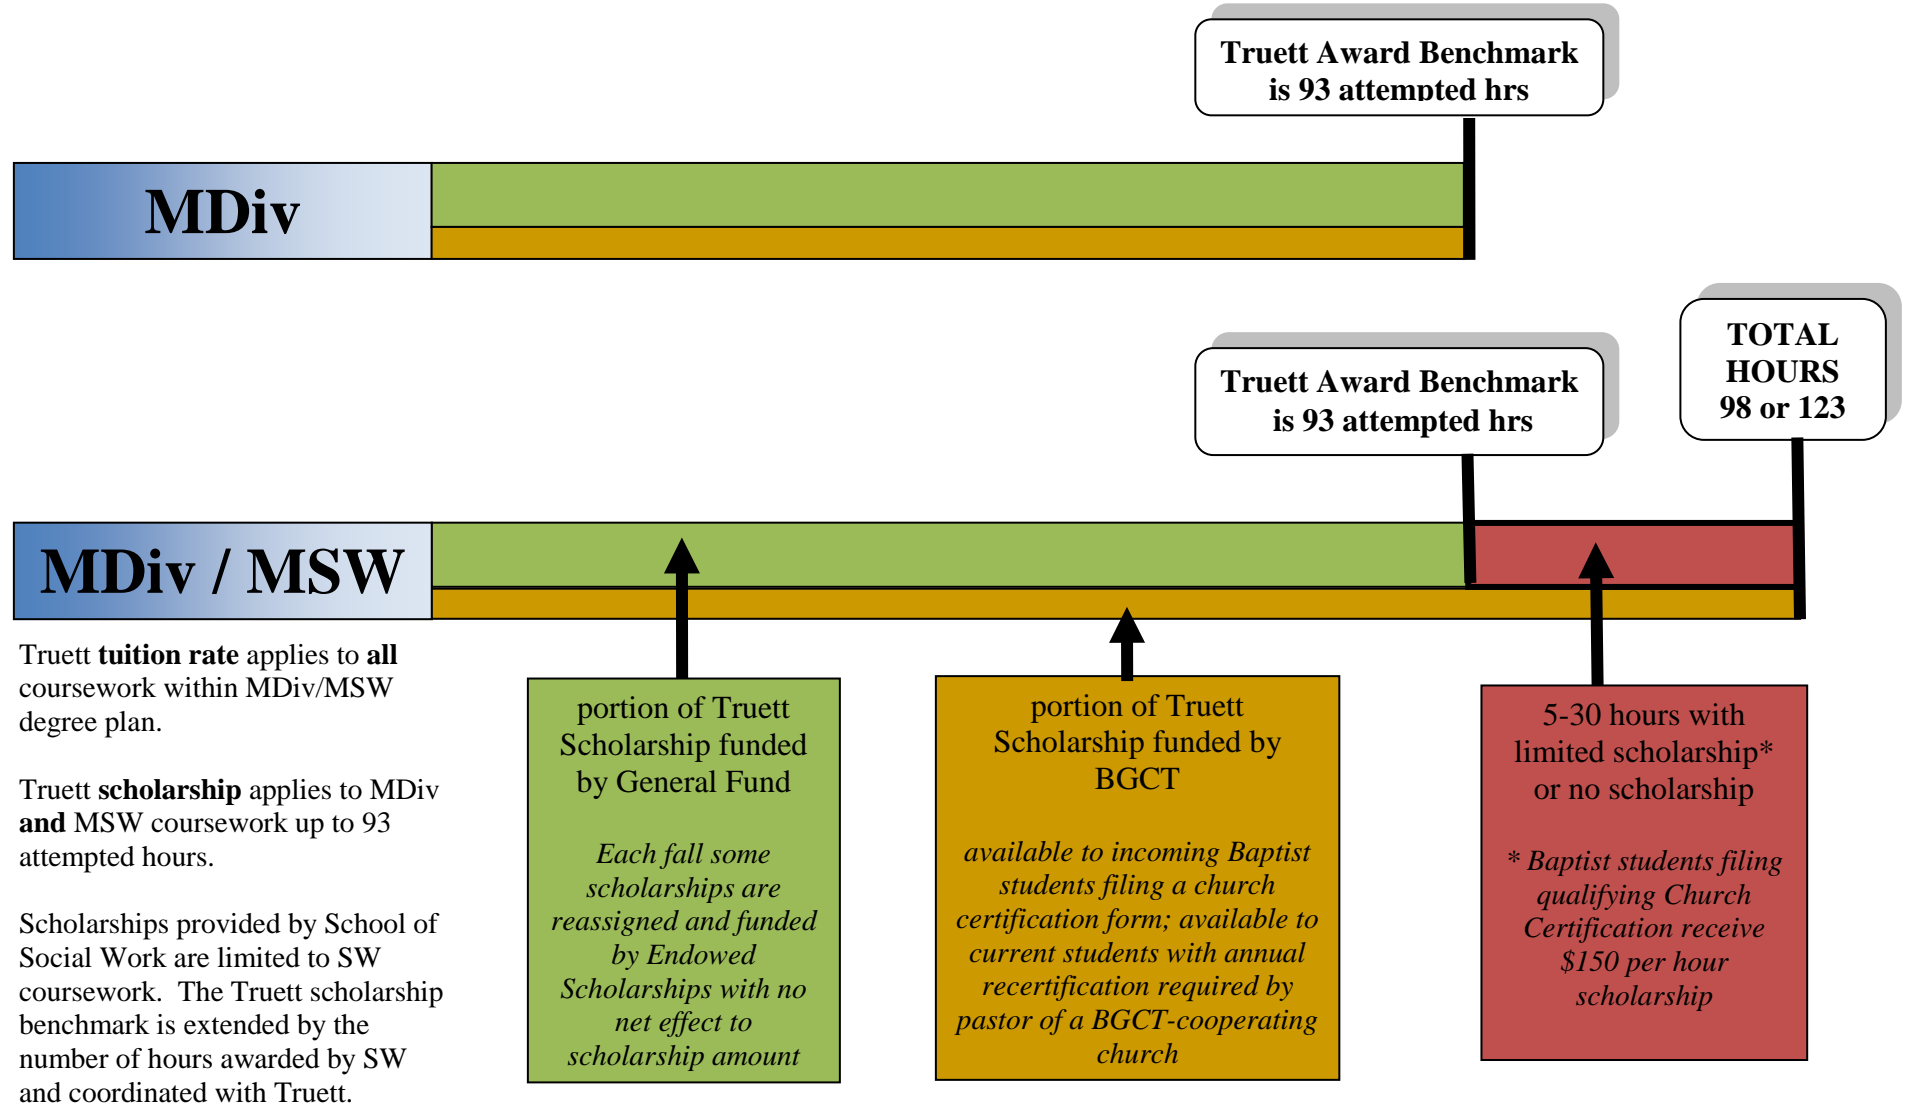 Truett Award Benchmark
is 93 attempted hrs
MDiv
TOTAL
HOURS
98 or 123
Truett Award Benchmark
is 93 attempted hrs
MDiv / MSW
Truett tuition rate applies to all
coursework within MDiv/MSW
degree plan.
Truett scholarship applies to MDiv
and MSW coursework up to 93
attempted hours.
Scholarships provided by School of
Social Work are limited to SW
coursework.  The Truett scholarship
benchmark is extended by the
number of hours awarded by SW
and coordinated with Truett.
portion of Truett
Scholarship funded
by General Fund
Each fall some
scholarships are
reassigned and funded
by Endowed
Scholarships with no
net effect to
scholarship amount
portion of Truett
Scholarship funded by
BGCT
available to incoming Baptist
students filing a church
certification form; available to
current students with annual
recertification required by
pastor of a BGCT-cooperating
church
5-30 hours with
limited scholarship*
or no scholarship
* Baptist students filing
qualifying Church
Certification receive
$150 per hour
scholarship